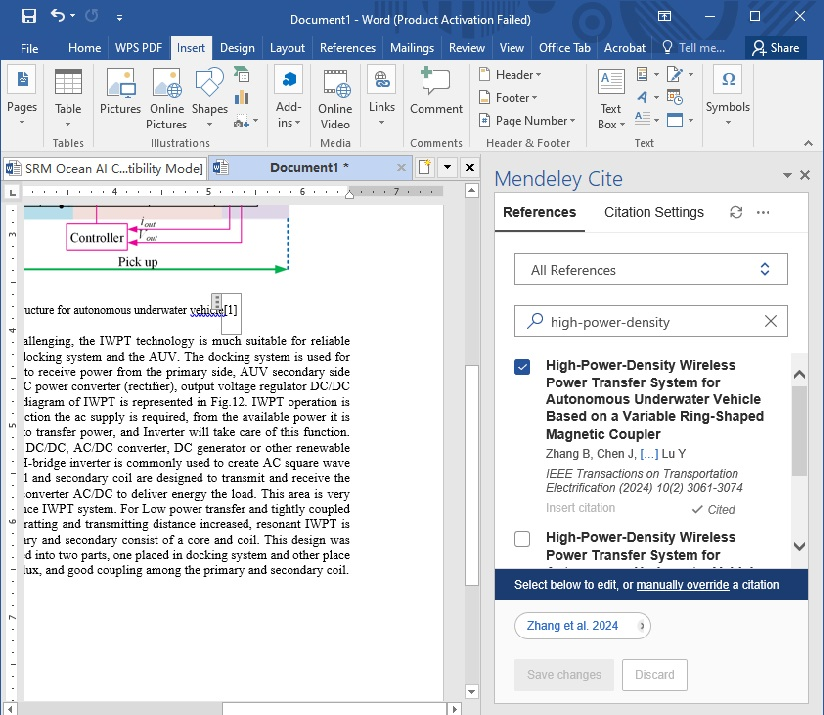 Document1 - Word (Product Activation Failed)
File Home WPS PDF Insert Design Layout References Mailings Review View Office Tab Acrobat Tell me... Share
Pages
Table
Tables
Pictures Online Pictures Shapes
Illustrations
Add-ins
Online Video
Media
Links
Comment
Comments
Header
Footer
Page Number
Header & Footer
Text Box
Text
Symbols
SRM Ocean AI C...tibility Mode] Document1 *
5 6 7
3
4
5
6
7
iout
Controller
Pick up
ucture for autonomous underwater vehicle[1]
allenging, the IWPT technology is much suitable for reliable
docking system and the AUV. The docking system is used for
to receive power from the primary side, AUV secondary side
C power converter (rectifier), output voltage regulator DC/DC
diagram of IWPT is represented in Fig.12. IWPT operation is
ction the ac supply is required, from the available power it is
to transfer power, and Inverter will take care of this function.
DC/DC, AC/DC converter, DC generator or other renewable
H-bridge inverter is commonly used to create AC square wave
l and secondary coil are designed to transmit and receive the
onverter AC/DC to deliver energy the load. This area is very
nce IWPT system. For Low power transfer and tightly coupled
ratting and transmitting distance increased, resonant IWPT is
ary and secondary consist of a core and coil. This design was
d into two parts, one placed in docking system and other place
lux, and good coupling among the primary and secondary coil.
Mendeley Cite
References Citation Settings
All References
high-power-density
High-Power-Density Wireless
Power Transfer System for
Autonomous Underwater Vehicle
Based on a Variable Ring-Shaped
Magnetic Coupler
Zhang B, Chen J, [...] Lu Y
IEEE Transactions on Transportation
Electrification (2024) 10(2) 3061-3074
Insert citation Cited
High-Power-Density Wireless
Power Transfer System for
Select below to edit, or manually override a citation
Zhang et al. 2024
Save changes Discard